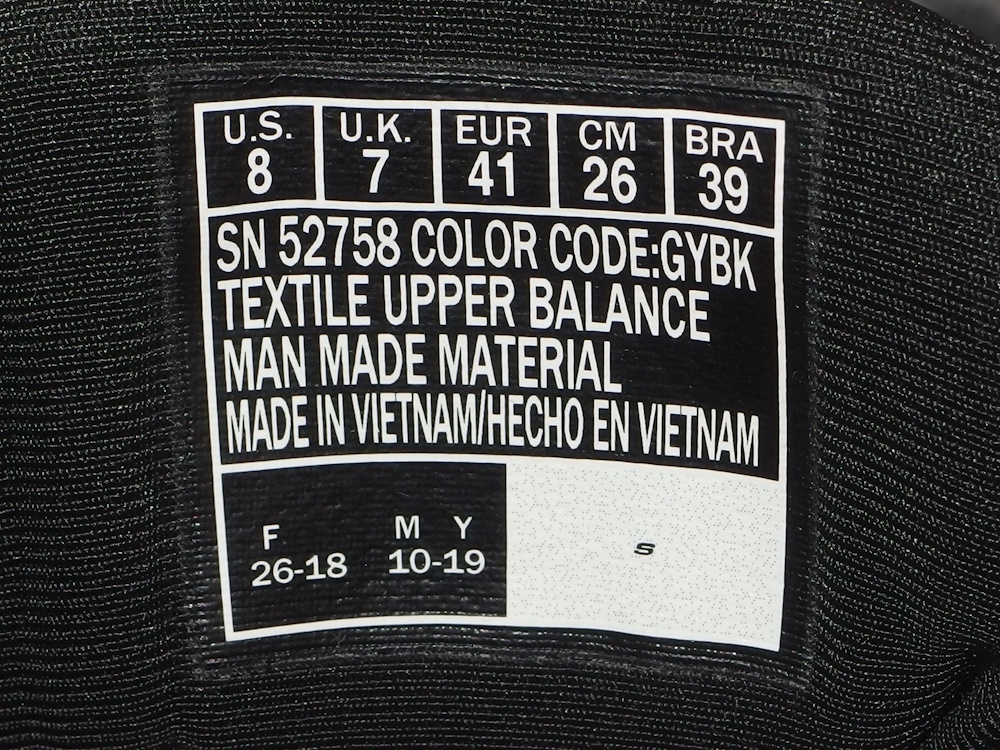 U.S. U.K. EUR CM BRA
8 7 41 26 39
SN 52758 COLOR CODE:GYBK
TEXTILE UPPER BALANCE
MAN MADE MATERIAL
MADE IN VIETNAM/HECHO EN VIETNAM
F M Y
26-18 10-19
S